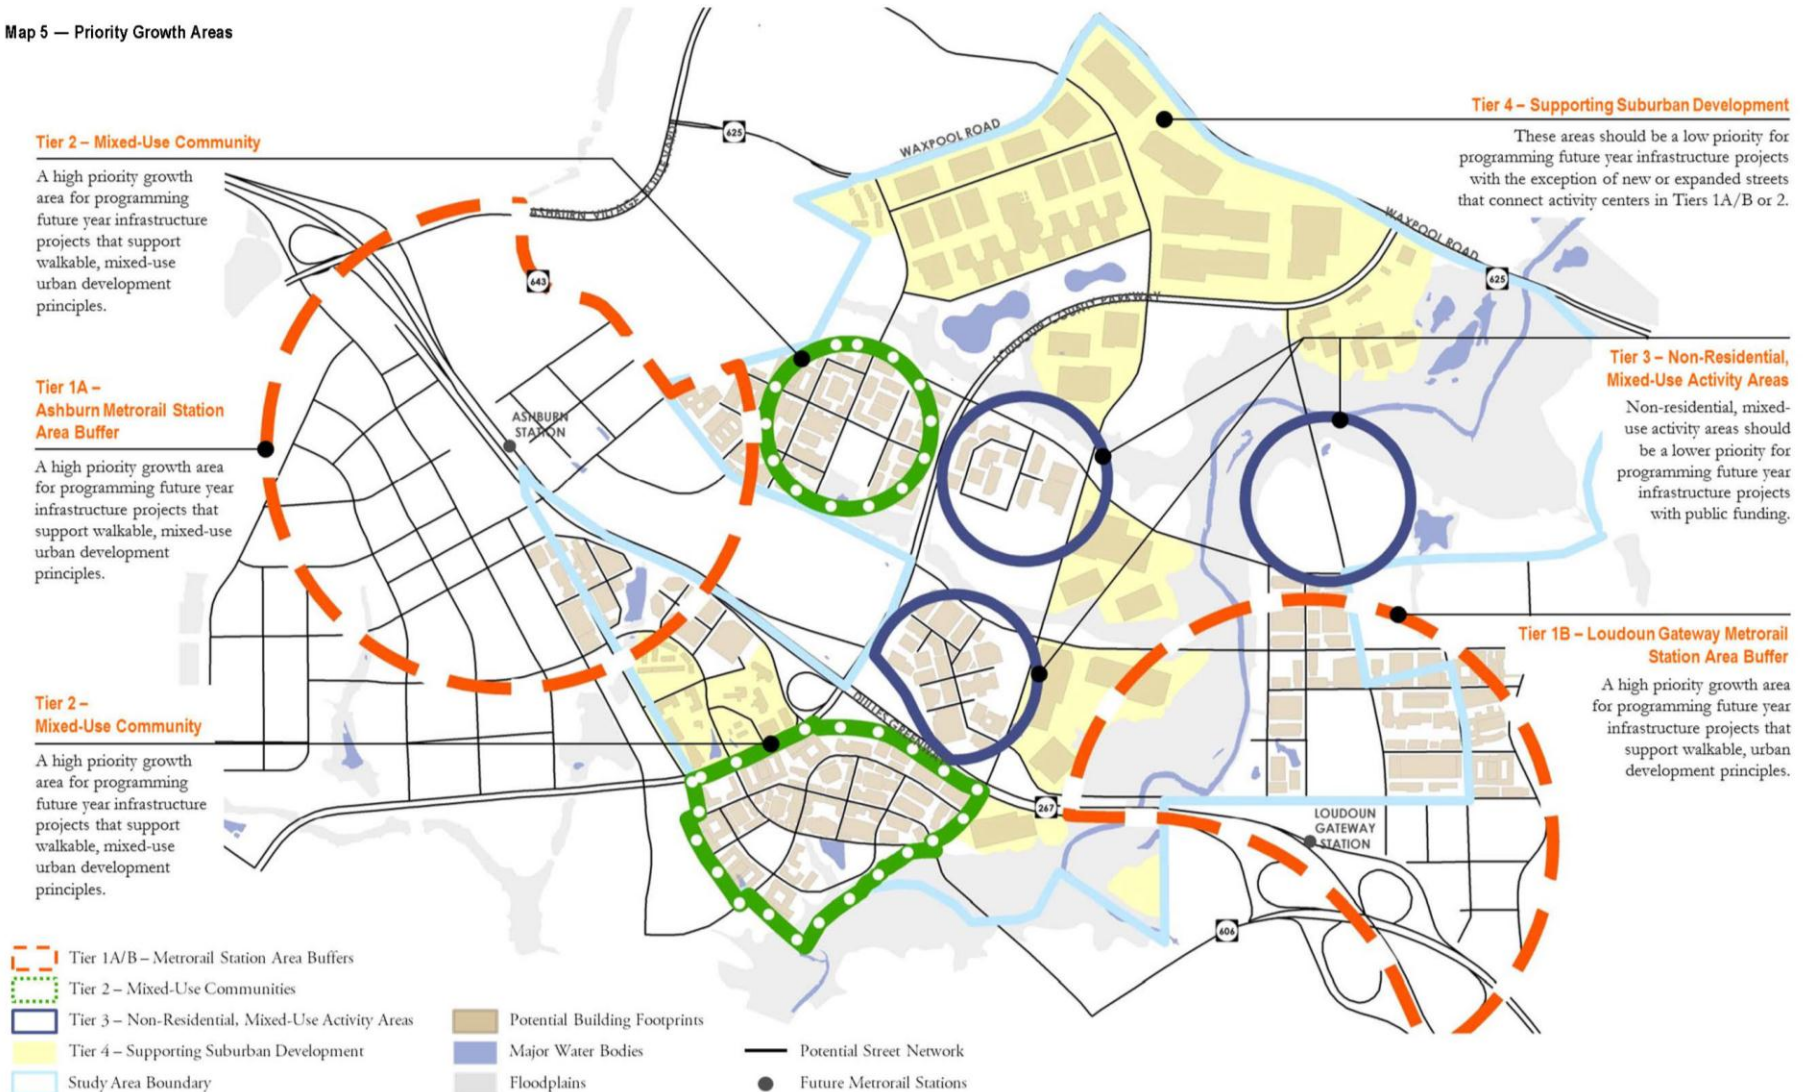 Map 5 — Priority Growth Areas
Tier 2 – Mixed-Use Community
A high priority growth
area for programming
future year infrastructure
projects that support
walkable, mixed-use
urban development
principles.
Tier 1A –
Ashburn Metrorail Station
Area Buffer
A high priority growth area
for programming future year
infrastructure projects that
support walkable, mixed-use
urban development
principles.
Tier 2 –
Mixed-Use Community
A high priority growth
area for programming
future year infrastructure
projects that support
walkable, mixed-use
urban development
principles.
625
WAXPOOL ROAD
ASHBURN VILLAGE BOULEVARD
643
ASHBURN
STATION
LOUDOUN COUNTY PARKWAY
WAXPOOL ROAD
625
DULLES GREENWAY
267
LOUDOUN
GATEWAY
STATION
606
Tier 4 – Supporting Suburban Development
These areas should be a low priority for
programming future year infrastructure projects
with the exception of new or expanded streets
that connect activity centers in Tiers 1A/B or 2.
Tier 3 – Non-Residential,
Mixed-Use Activity Areas
Non-residential, mixed-
use activity areas should
be a lower priority for
programming future year
infrastructure projects
with public funding.
Tier 1B – Loudoun Gateway Metrorail
Station Area Buffer
A high priority growth area
for programming future year
infrastructure projects that
support walkable, urban
development principles.
Tier 1A/B – Metrorail Station Area Buffers
Tier 2 – Mixed-Use Communities
Tier 3 – Non-Residential, Mixed-Use Activity Areas
Tier 4 – Supporting Suburban Development
Study Area Boundary
Potential Building Footprints
Major Water Bodies
Floodplains
Potential Street Network
Future Metrorail Stations